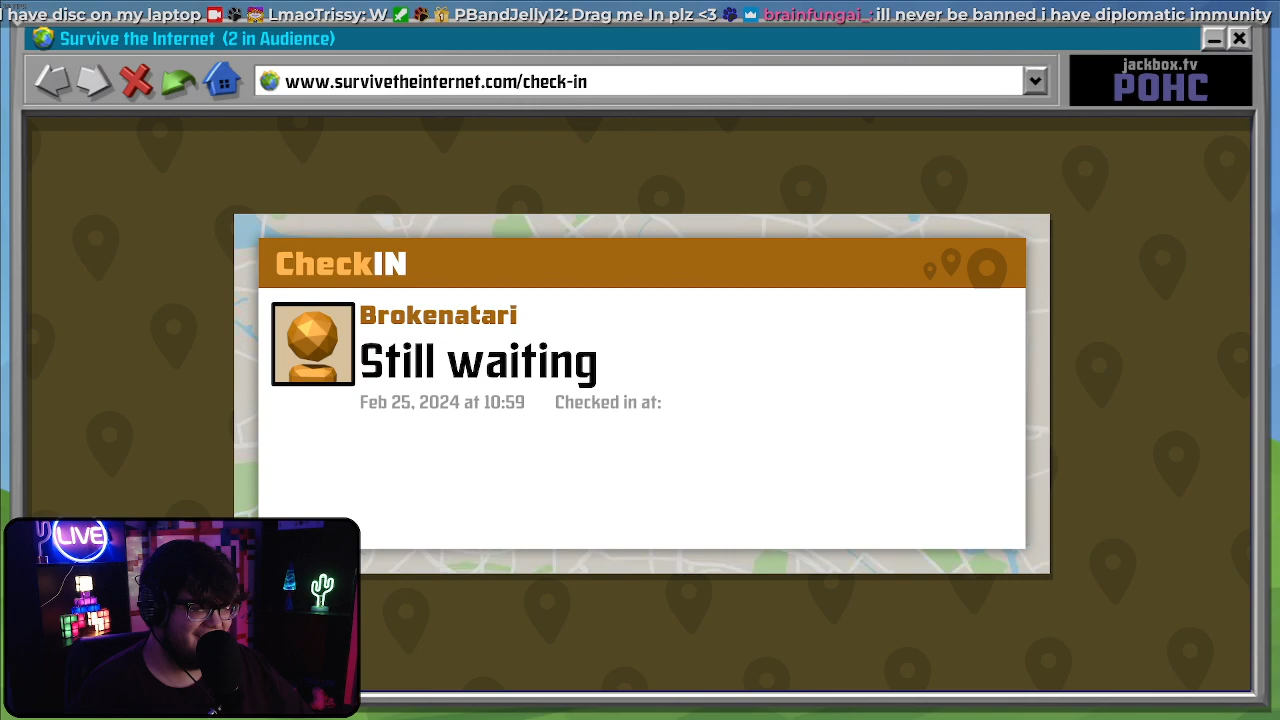 I have disc on my laptop LmaoTrissy: W PBandJelly12: Drag me In plz <3 brainfungai_: ill never be banned i have diplomatic immunity
Survive the Internet (2 in Audience)
www.survivetheinternet.com/check-in
jackbox.tv
POHC
CheckIN
Brokenatari
Still waiting
Feb 25, 2024 at 10:59 Checked in at:
LIVE